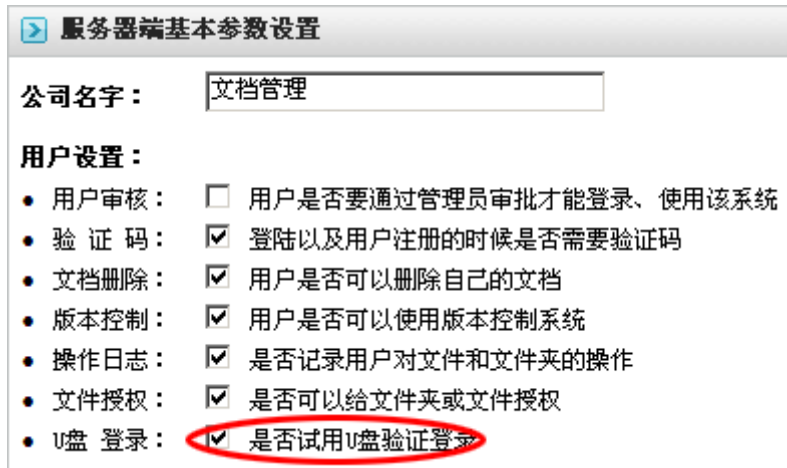 服务器端基本参数设置
公司名字： 文档管理
用户设置：
• 用户审核： 用户是否要通过管理员审批才能登录、使用该系统
• 验 证 码： 登陆以及用户注册的时候是否需要验证码
• 文档删除： 用户是否可以删除自己的文档
• 版本控制： 用户是否可以使用版本控制系统
• 操作日志： 是否记录用户对文件和文件夹的操作
• 文件授权： 是否可以给文件夹或文件授权
• U盘 登录： 是否试用U盘验证登录